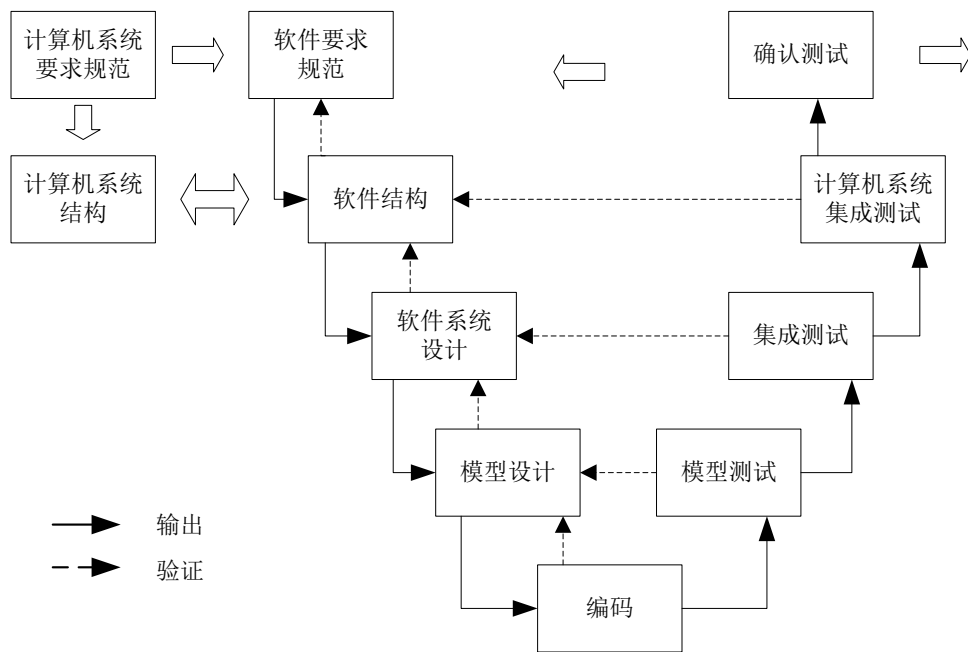 计算机系统
要求规范
软件要求
规范
确认测试
计算机系统
结构
软件结构
计算机系统
集成测试
软件系统
设计
集成测试
模型设计
模型测试
输出
验证
编码